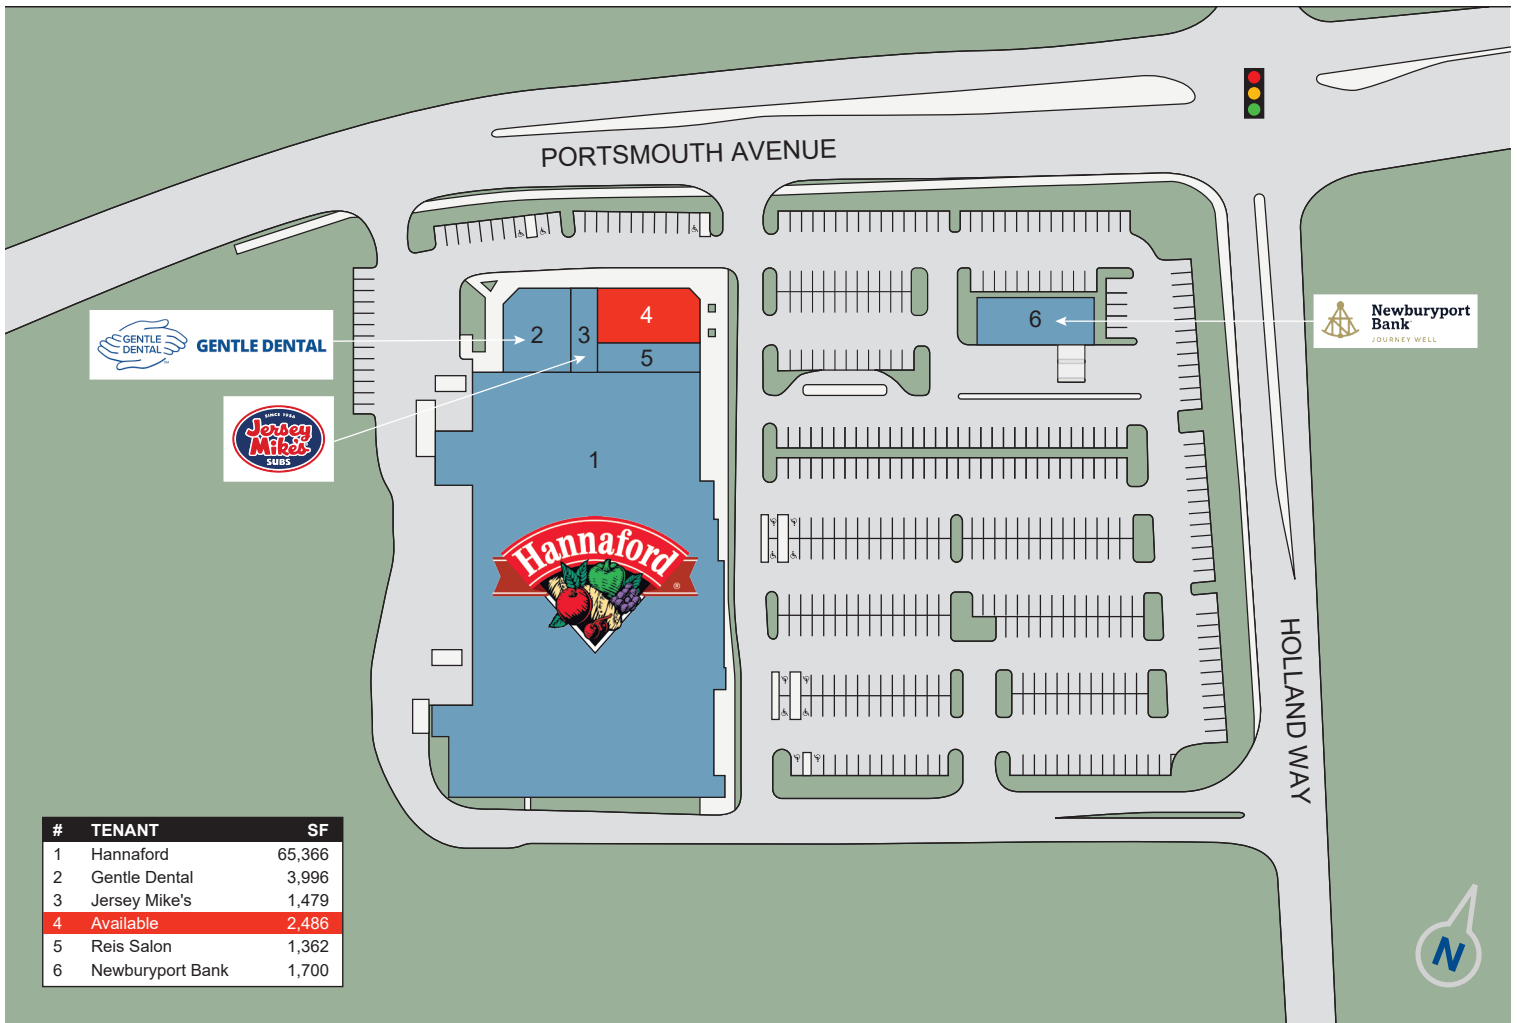 PORTSMOUTH AVENUE
2
3
4
5
6
GENTLE DENTAL
GENTLE
DENTAL
Newburyport
Bank
JOURNEY WELL
SINCE 1956
Jersey
Mike's
SUBS
1
Hannaford
®
HOLLAND WAY
# TENANT SF
1 Hannaford 65,366
2 Gentle Dental 3,996
3 Jersey Mike's 1,479
4 Available 2,486
5 Reis Salon 1,362
6 Newburyport Bank 1,700
N